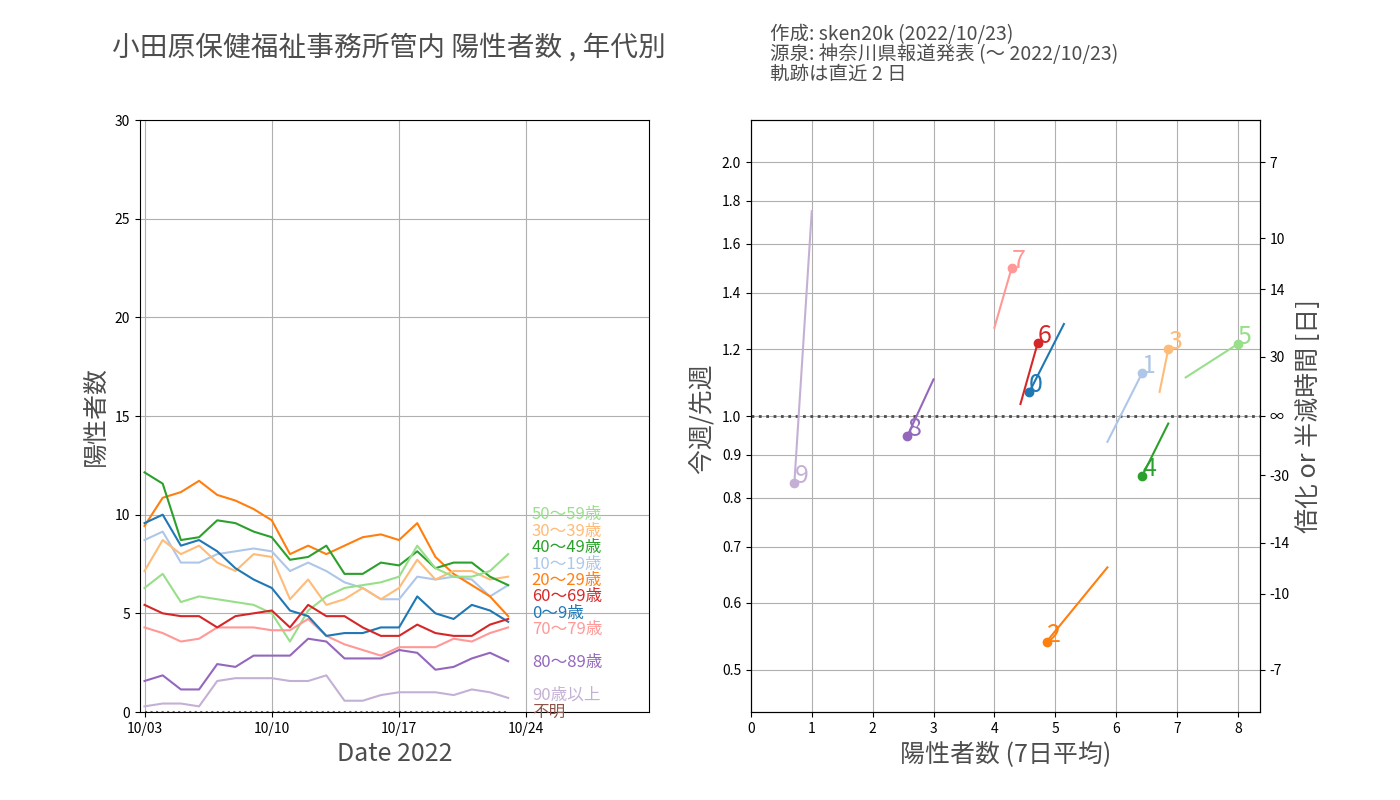 小田原保健福祉事務所管内 陽性者数 , 年代別
作成: sken20k (2022/10/23)
源泉: 神奈川県報道発表 (〜 2022/10/23)
軌跡は直近 2 日
陽性者数
30
25
20
15
10
5
0
10/03
10/10
10/17
10/24
Date 2022
50〜59歳
30〜39歳
40〜49歳
10〜19歳
20〜29歳
60〜69歳
0〜9歳
70〜79歳
80〜89歳
90歳以上
不明
今週/先週
2.0
1.8
1.6
1.4
1.2
1.0
0.9
0.8
0.7
0.6
0.5
0
1
2
3
4
5
6
7
8
陽性者数 (7日平均)
7
6
0
1
3
5
8
9
4
2
7
10
14
30
∞
-30
-14
-10
-7
倍化 or 半減時間 [日]